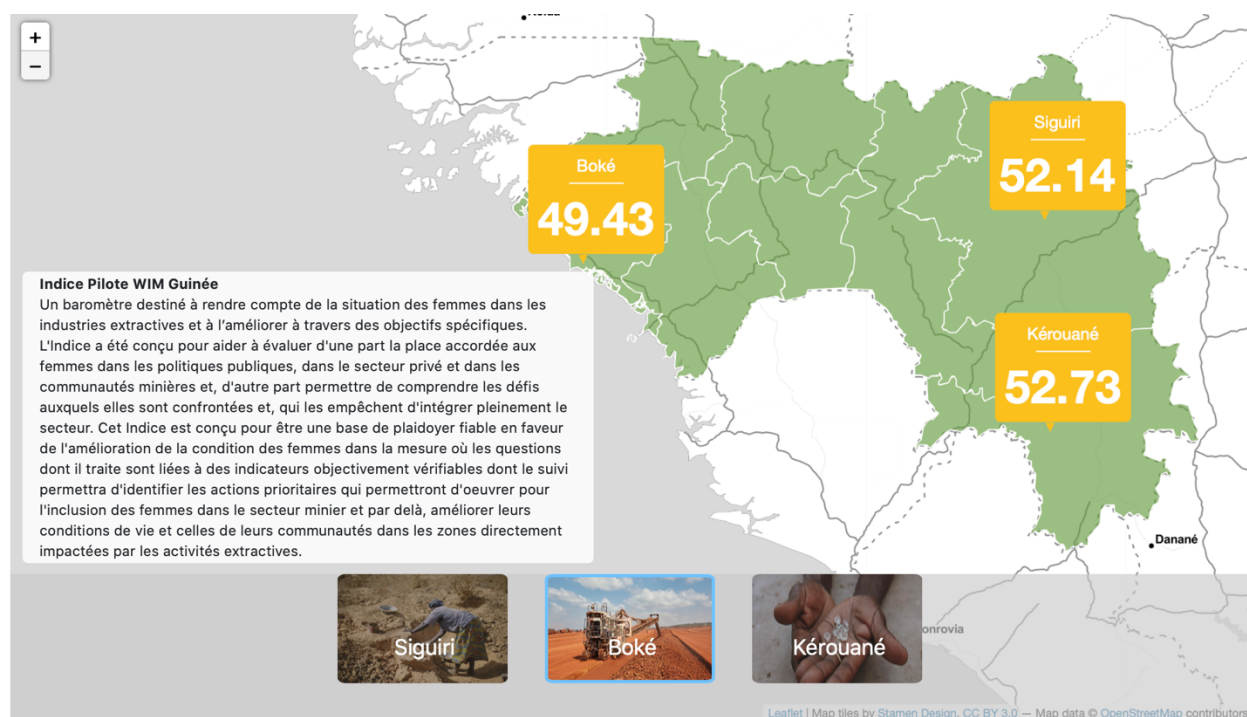 +
−
Siguiri
52.14
Boké
49.43
Kérouané
52.73
Indice Pilote WIM Guinée
Un baromètre destiné à rendre compte de la situation des femmes dans les
industries extractives et à l’améliorer à travers des objectifs spécifiques.
L'Indice a été conçu pour aider à évaluer d'une part la place accordée aux
femmes dans les politiques publiques, dans le secteur privé et dans les
communautés minières et, d'autre part permettre de comprendre les défis
auxquels elles sont confrontées et, qui les empêchent d'intégrer pleinement le
secteur. Cet Indice est conçu pour être une base de plaidoyer fiable en faveur
de l'amélioration de la condition des femmes dans la mesure où les questions
dont il traite sont liées à des indicateurs objectivement vérifiables dont le suivi
permettra d'identifier les actions prioritaires qui permettront d'oeuvrer pour
l'inclusion des femmes dans le secteur minier et par delà, améliorer leurs
conditions de vie et celles de leurs communautés dans les zones directement
impactées par les activités extractives.
Danané
onrovia
Siguiri
Boké
Kérouané
Leaflet | Map tiles by Stamen Design, CC BY 3.0 — Map data © OpenStreetMap contributors